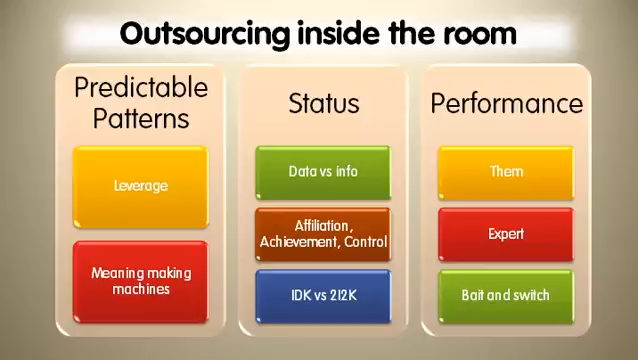 Outsourcing inside the room
Predictable
Patterns
Leverage
Meaning making
machines
Status
Data vs info
Affiliation,
Achievement, Control
IDK vs 2I2K
Performance
Them
Expert
Bait and switch